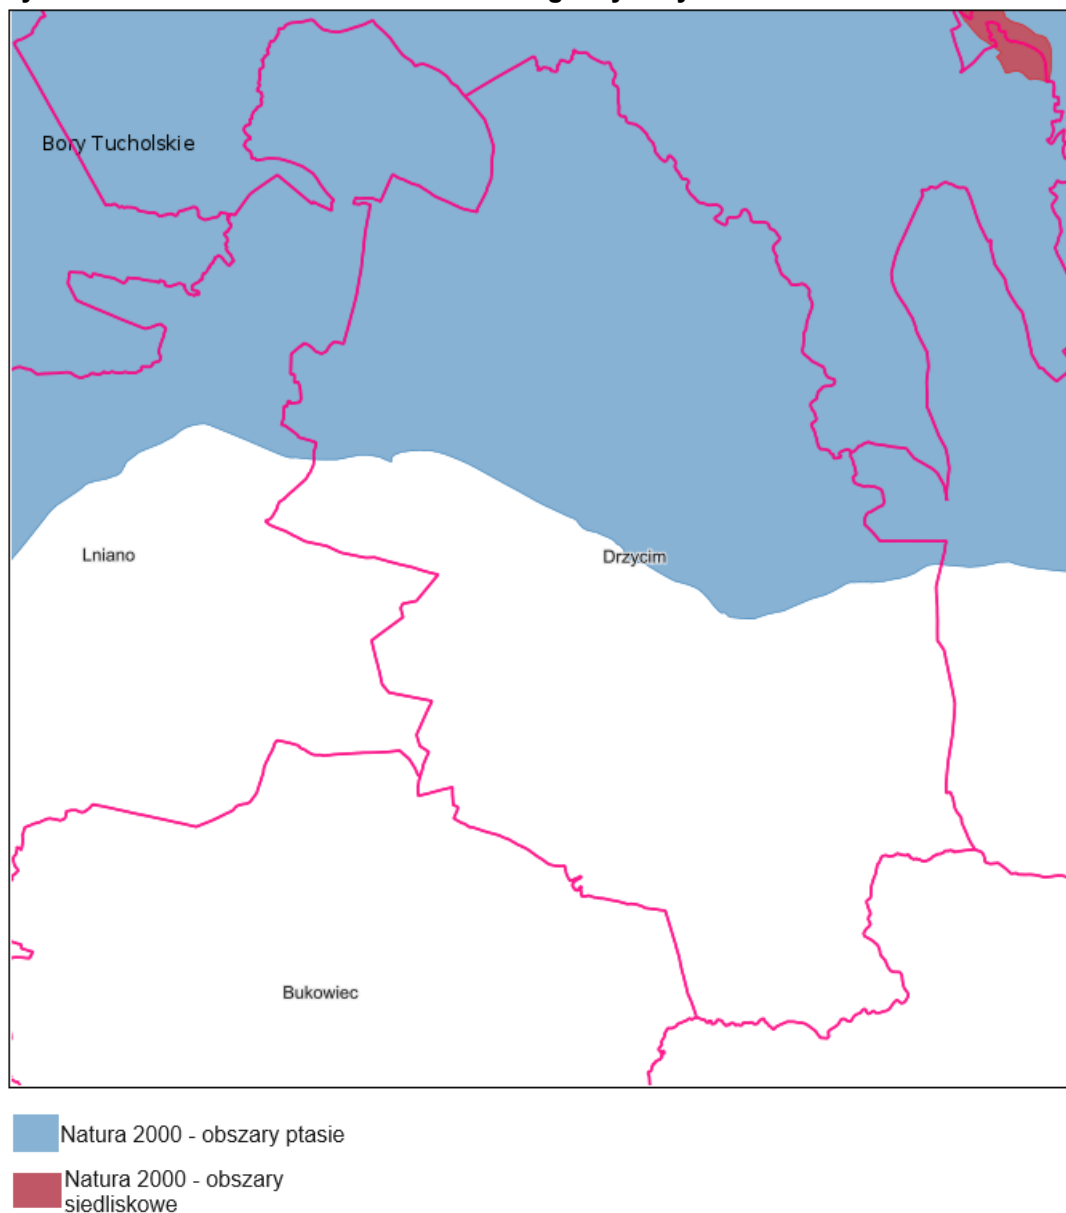 Bory Tucholskie
Lniano
Drzycim
Bukowiec
Natura 2000 - obszary ptasie
Natura 2000 - obszary
siedliskowe